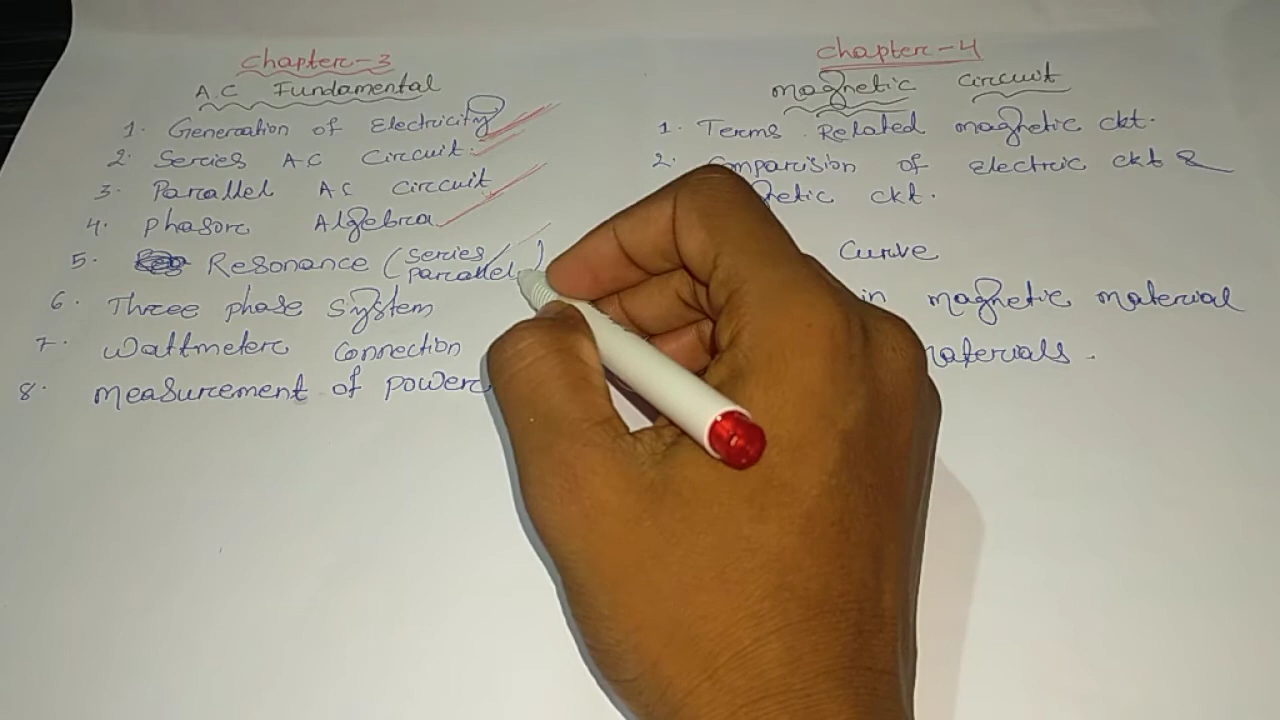 Chapter-3
A.C Fundamental
1. Generation of Electricity
2. Series A.C Circuit.
3. Parallel AC Circuit
4. Phasor Algebra
5. Resonance (Series/
parallel)
6. Three phase System
7. Wattmeter Connection
8. measurement of power
Chapter-4
magnetic Circuit
1. Terms Related magnetic ckt.
2. Comparcision of electric ckt &
netic ckt.
Curve
in magnetic material
materials.